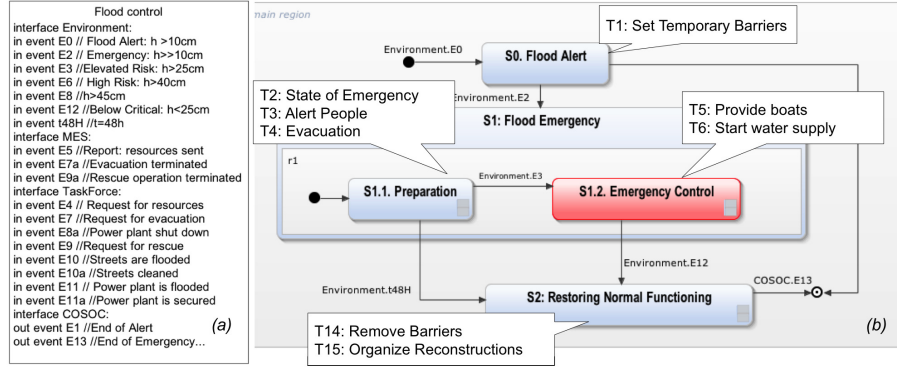 Flood control
interface Environment:
in event E0 // Flood Alert: h >10cm
in event E2 // Emergency: h>>10cm
in event E3 //Elevated Risk: h>25cm
in event E6 // High Risk: h>40cm
in event E8 //h>45cm
in event E12 //Below Critical: h<25cm
in event t48H //t=48h
interface MES:
in event E5 //Report: resources sent
in event E7a //Evacuation terminated
in event E9a //Rescue operation terminated
interface TaskForce:
in event E4 // Request for resources
in event E7 //Request for evacuation
in event E8a //Power plant shut down
in event E9 //Request for rescue
in event E10 //Streets are flooded
in event E10a //Streets cleaned
in event E11 // Power plant is flooded
in event E11a //Power plant is secured
interface COSOC:
out event E1 //End of Alert
out event E13 //End of Emergency...
(a)
main region
T1: Set Temporary Barriers
Environment.E0
S0. Flood Alert
T2: State of Emergency
T3: Alert People
T4: Evacuation
Environment.E2
T5: Provide boats
T6: Start water supply
S1: Flood Emergency
r1
S1.1. Preparation
Environment.E3
S1.2. Emergency Control
Environment.E12
Environment.t48H
COSOC.E13
S2: Restoring Normal Functioning
T14: Remove Barriers
T15: Organize Reconstructions
(b)